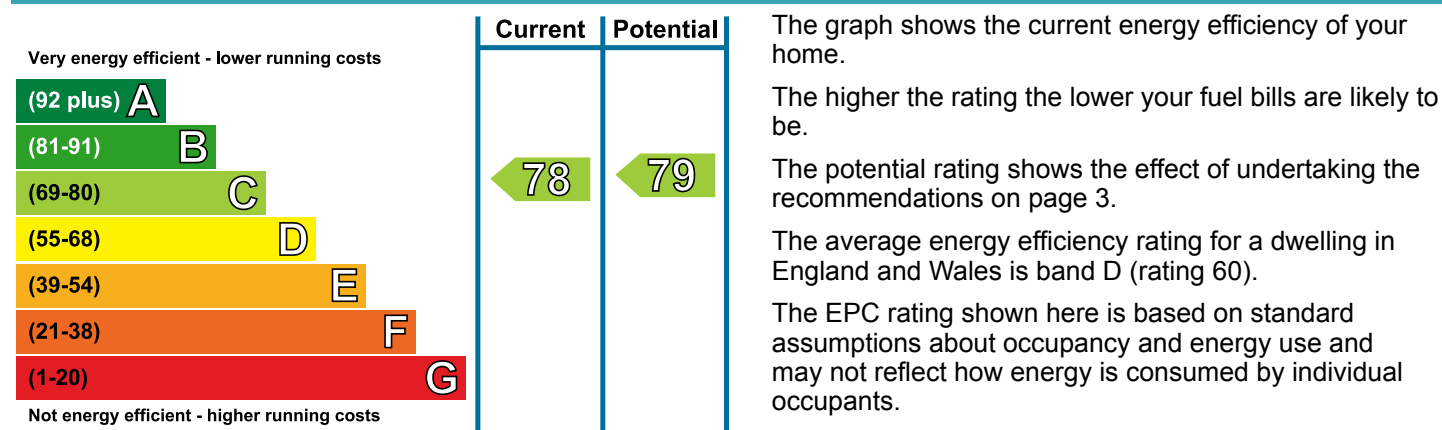 Current Potential
Very energy efficient - lower running costs
(92 plus) A
(81-91) B
(69-80) C
(55-68) D
(39-54) E
(21-38) F
(1-20) G
Not energy efficient - higher running costs
78 79
The graph shows the current energy efficiency of your
home.
The higher the rating the lower your fuel bills are likely to
be.
The potential rating shows the effect of undertaking the
recommendations on page 3.
The average energy efficiency rating for a dwelling in
England and Wales is band D (rating 60).
The EPC rating shown here is based on standard
assumptions about occupancy and energy use and
may not reflect how energy is consumed by individual
occupants.